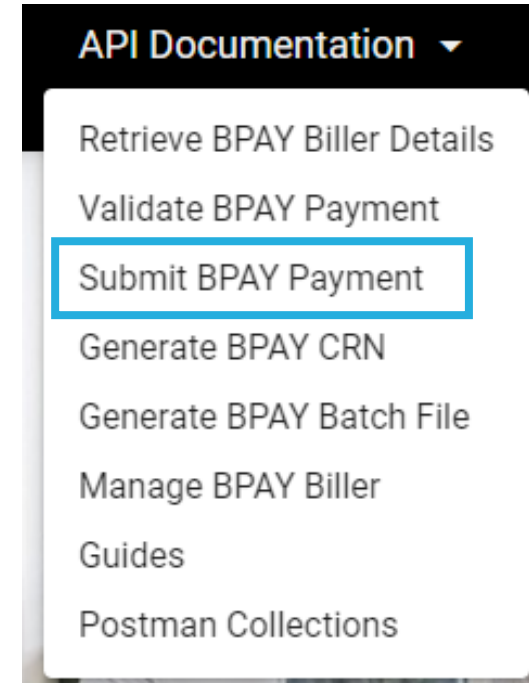 API Documentation
Retrieve BPAY Biller Details
Validate BPAY Payment
Submit BPAY Payment
Generate BPAY CRN
Generate BPAY Batch File
Manage BPAY Biller
Guides
Postman Collections